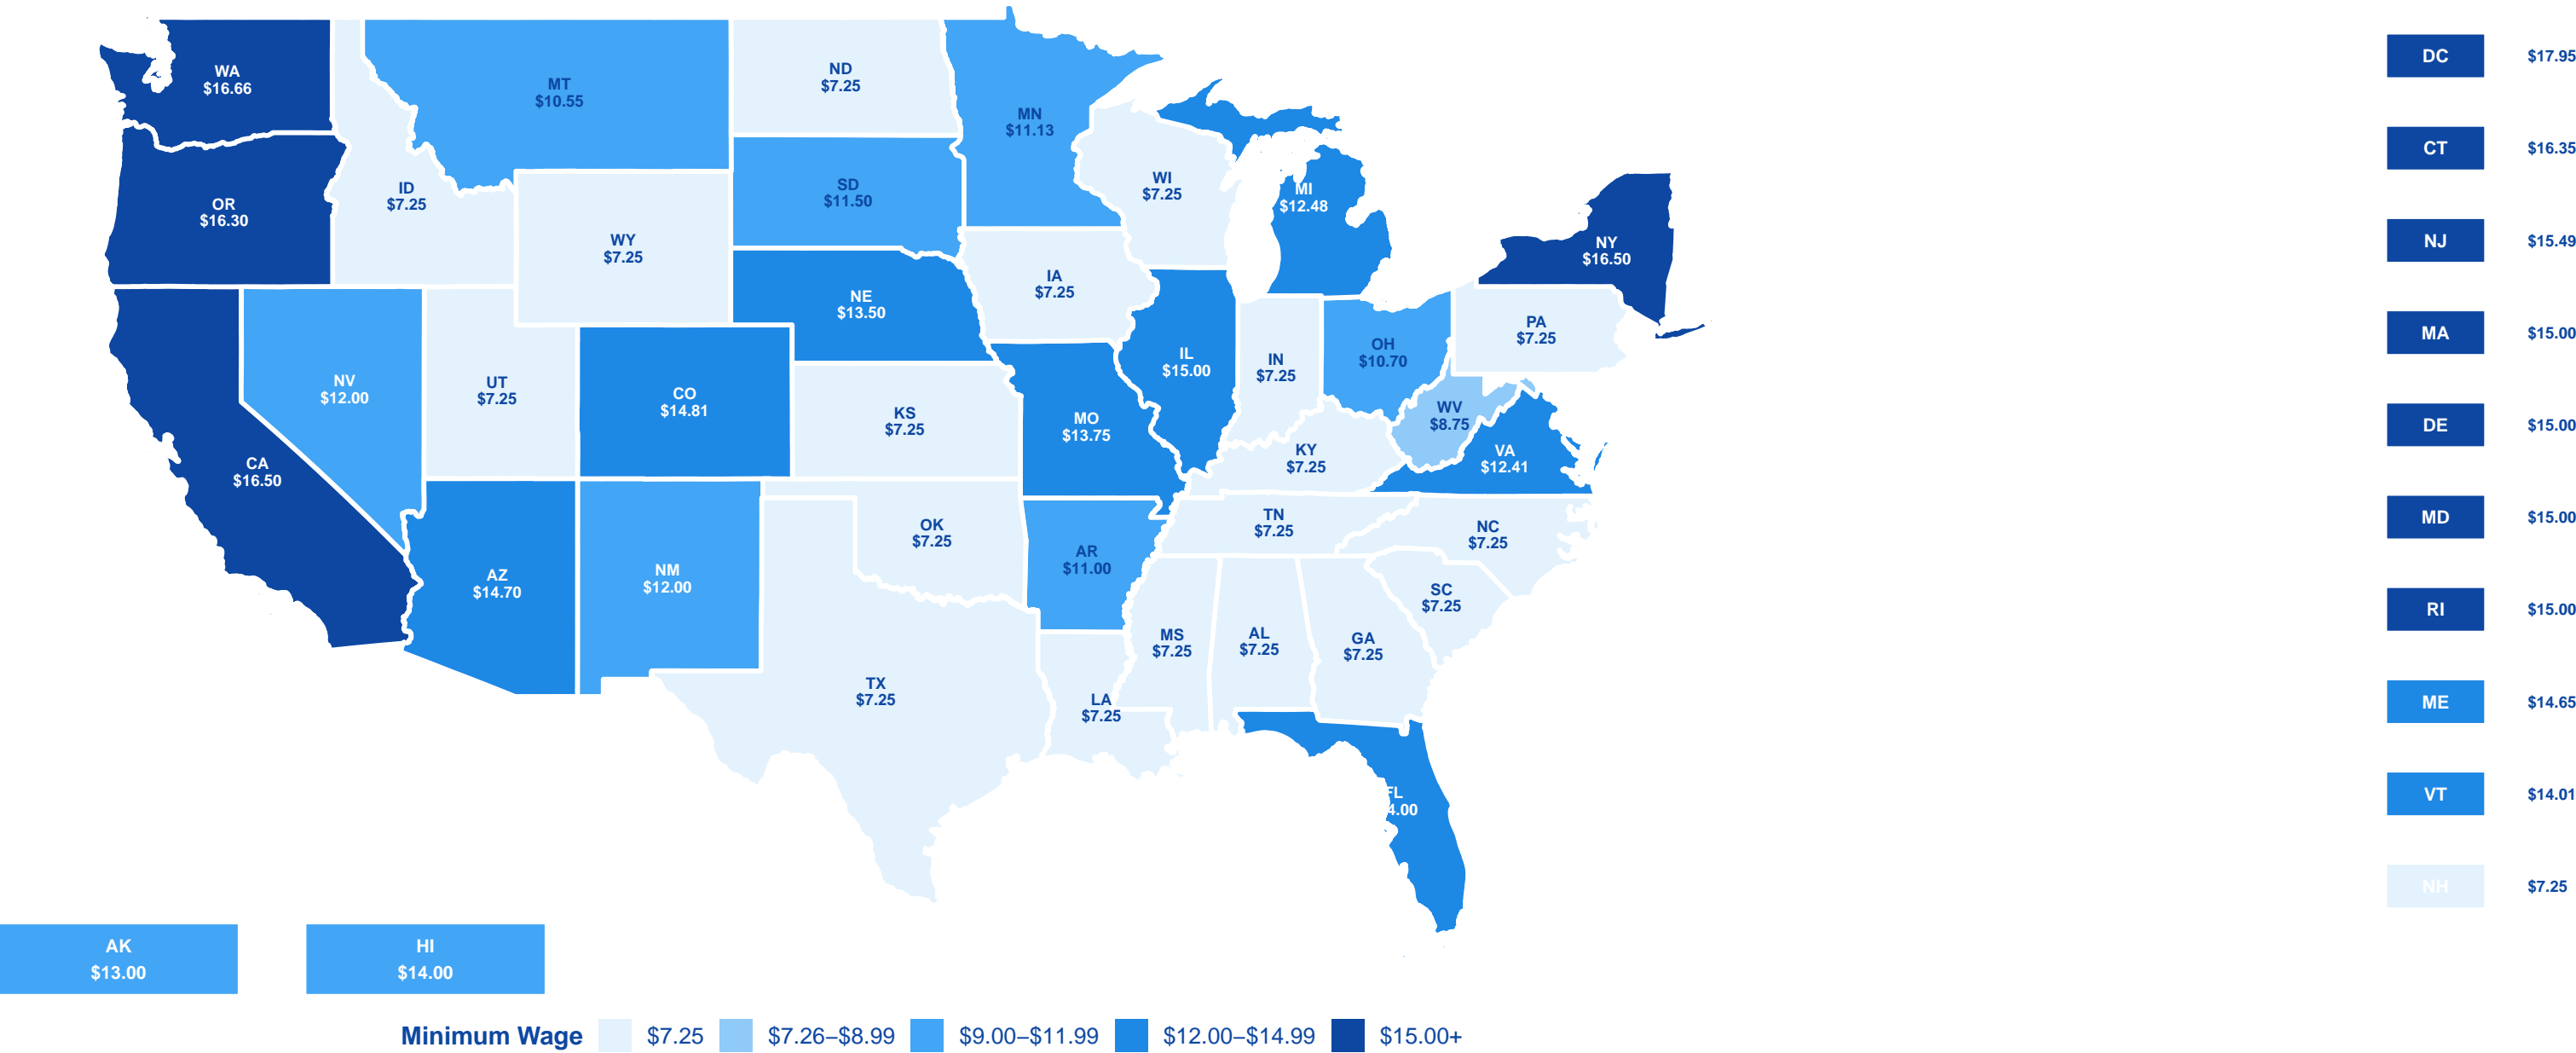 WA
$16.66
MT
$10.55
ND
$7.25
MN
$11.13
ID
$7.25
OR
$16.30
WY
$7.25
SD
$11.50
WI
$7.25
MI
$12.48
NY
$16.50
IA
$7.25
NE
$13.50
PA
$7.25
NV
$12.00
UT
$7.25
CO
$14.81
KS
$7.25
MO
$13.75
IL
$15.00
IN
$7.25
OH
$10.70
WV
$8.75
VA
$12.41
KY
$7.25
CA
$16.50
AZ
$14.70
NM
$12.00
OK
$7.25
AR
$11.00
TN
$7.25
NC
$7.25
SC
$7.25
MS
$7.25
AL
$7.25
GA
$7.25
TX
$7.25
LA
$7.25
FL
4.00
DC $17.95
CT $16.35
NJ $15.49
MA $15.00
DE $15.00
MD $15.00
RI $15.00
ME $14.65
VT $14.01
NH $7.25
AK
$13.00
HI
$14.00
Minimum Wage $7.25 $7.26–$8.99 $9.00–$11.99 $12.00–$14.99 $15.00+